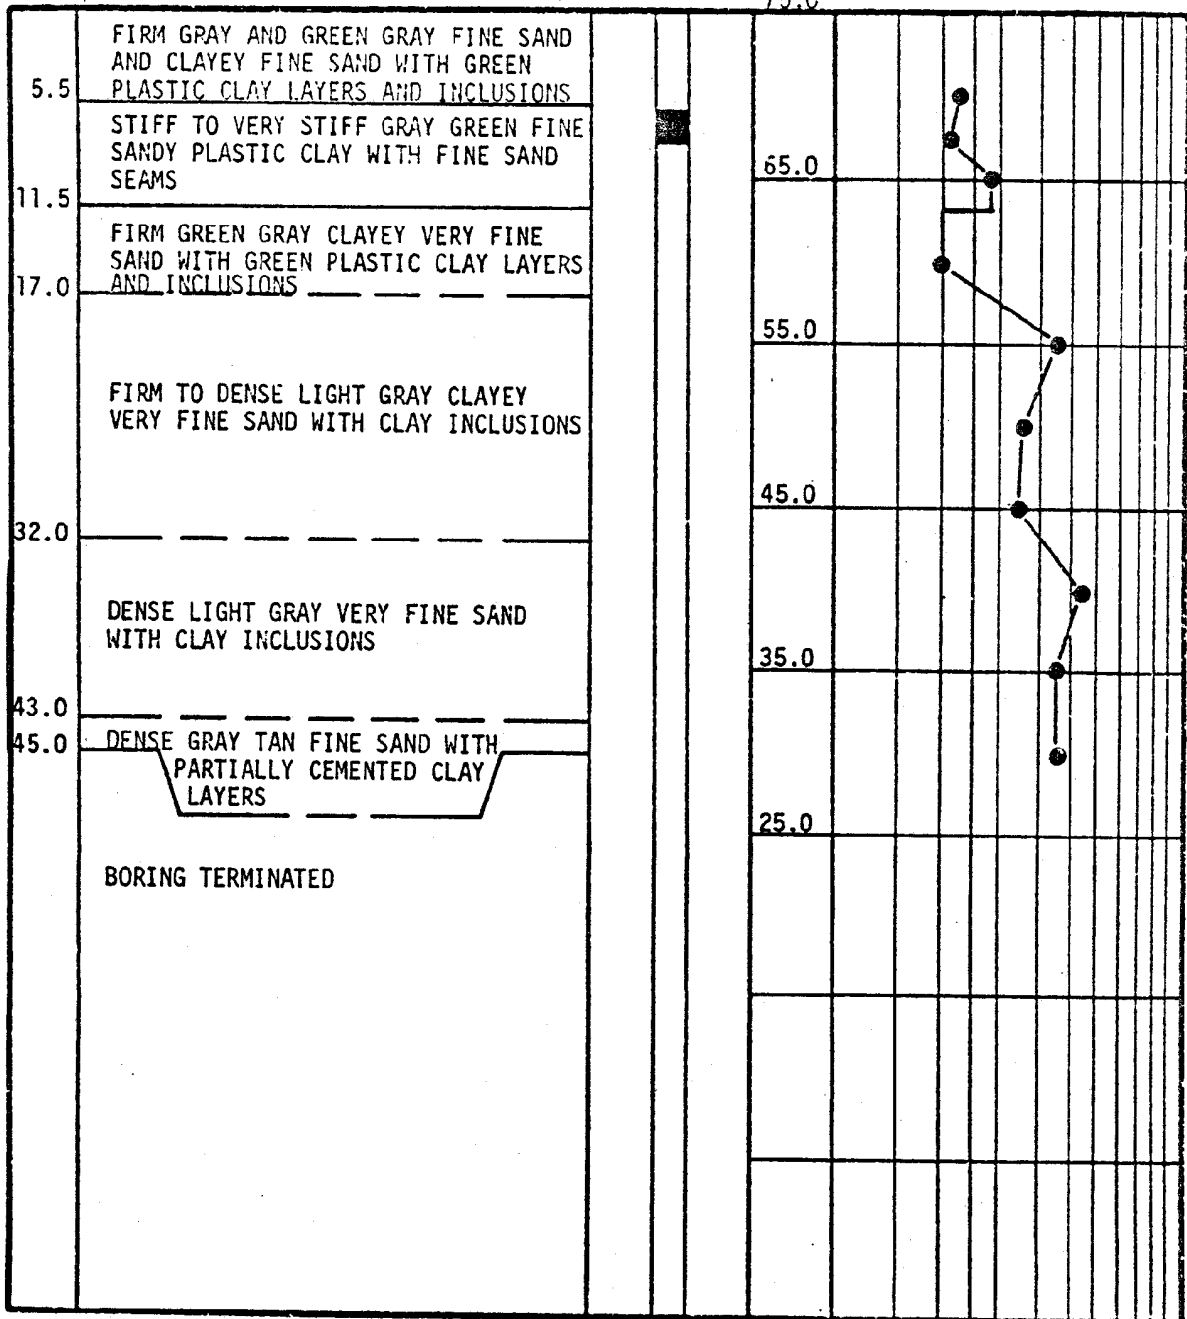 75.0
FIRM GRAY AND GREEN GRAY FINE SAND
AND CLAYEY FINE SAND WITH GREEN
5.5 PLASTIC CLAY LAYERS AND INCLUSIONS
STIFF TO VERY STIFF GRAY GREEN FINE
SANDY PLASTIC CLAY WITH FINE SAND
SEAMS
11.5
FIRM GREEN GRAY CLAYEY VERY FINE
SAND WITH GREEN PLASTIC CLAY LAYERS
17.0 AND INCLUSIONS
FIRM TO DENSE LIGHT GRAY CLAYEY
VERY FINE SAND WITH CLAY INCLUSIONS
32.0
DENSE LIGHT GRAY VERY FINE SAND
WITH CLAY INCLUSIONS
43.0
45.0 DENSE GRAY TAN FINE SAND WITH
PARTIALLY CEMENTED CLAY
LAYERS
BORING TERMINATED
65.0
55.0
45.0
35.0
25.0